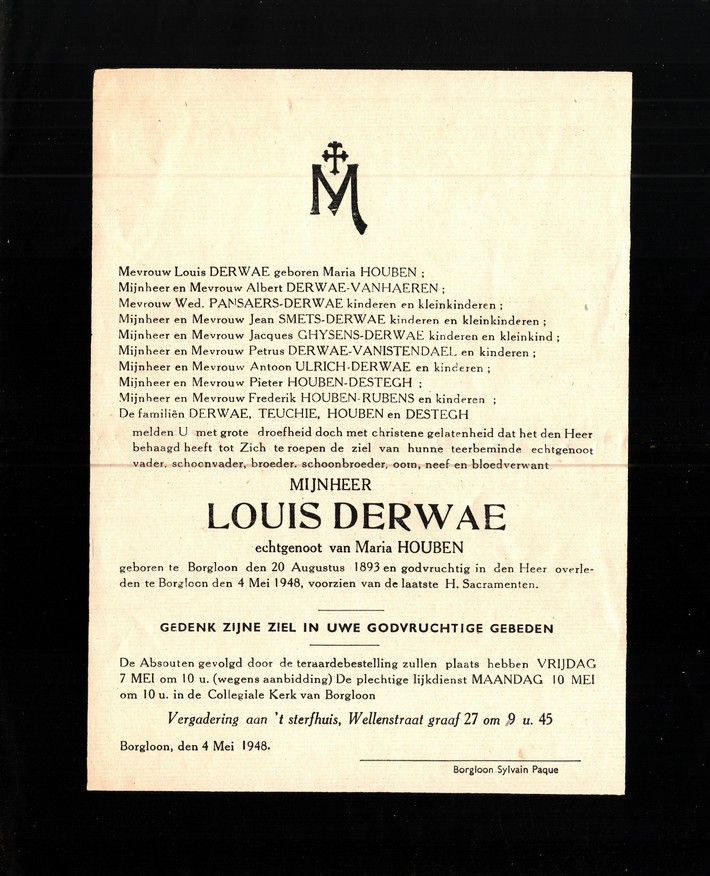 M
Mevrouw Louis DERWAE geboren Maria HOUBEN ;
Mijnheer en Mevrouw Albert DERWAE-VANHAEREN ;
Mevrouw Wed. PANSAERS-DERWAE kinderen en kleinkinderen ;
Mijnheer en Mevrouw Jean SMETS-DERWAE kinderen en kleinkinderen ;
Mijnheer en Mevrouw Jacques GHYSENS-DERWAE kinderen en kleinkind ;
Mijnheer en Mevrouw Petrus DERWAE-VANISTENDAEL en kinderen ;
Mijnheer en Mevrouw Antoon ULRICH-DERWAE en kinderen ;
Mijnheer en Mevrouw Pieter HOUBEN-DESTEGH ;
Mijnheer en Mevrouw Frederik HOUBEN-RUBENS en kinderen ;
De familiën DERWAE, TEUCHIE, HOUBEN en DESTEGH
melden U met grote droefheid doch met christene gelatenheid dat het den Heer
behaagd heeft tot Zich te roepen de ziel van hunne teerbeminde echtgenoot
vader, schoonvader, broeder, schoonbroeder, oom, neef en bloedverwant
MIJNHEER
LOUIS DERWAE
echtgenoot van Maria HOUBEN
geboren te Borgloon den 20 Augustus 1893 en godvruchtig in den Heer overle-
den te Borgloon den 4 Mei 1948, voorzien van de laatste H. Sacramenten.
GEDENK ZIJNE ZIEL IN UWE GODVRUCHTIGE GEBEDEN
De Absouten gevolgd door de teraardebestelling zullen plaats hebben VRIJDAG
7 MEI om 10 u. (wegens aanbidding) De plechtige lijkdienst MAANDAG 10 MEI
om 10 u. in de Collegiale Kerk van Borgloon
Vergadering aan 't sterfhuis, Wellenstraat graaf 27 om 9 u. 45
Borgloon, den 4 Mei 1948.
Borgloon Sylvain Paque